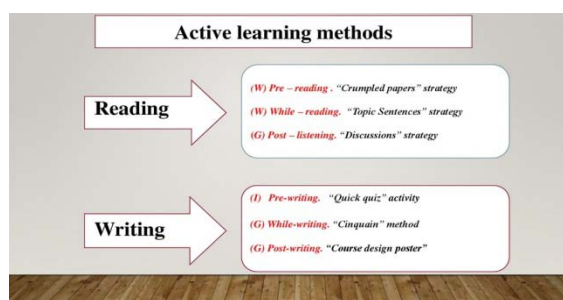 Active learning methods
Reading
(W) Pre – reading . “Crumpled papers” strategy
(W) While – reading. “Topic Sentences” strategy
(G) Post – listening. “Discussions” strategy
Writing
(I) Pre-writing. “Quick quiz” activity
(G) While-writing. “Cinquain” method
(G) Post-writing. “Course design poster”